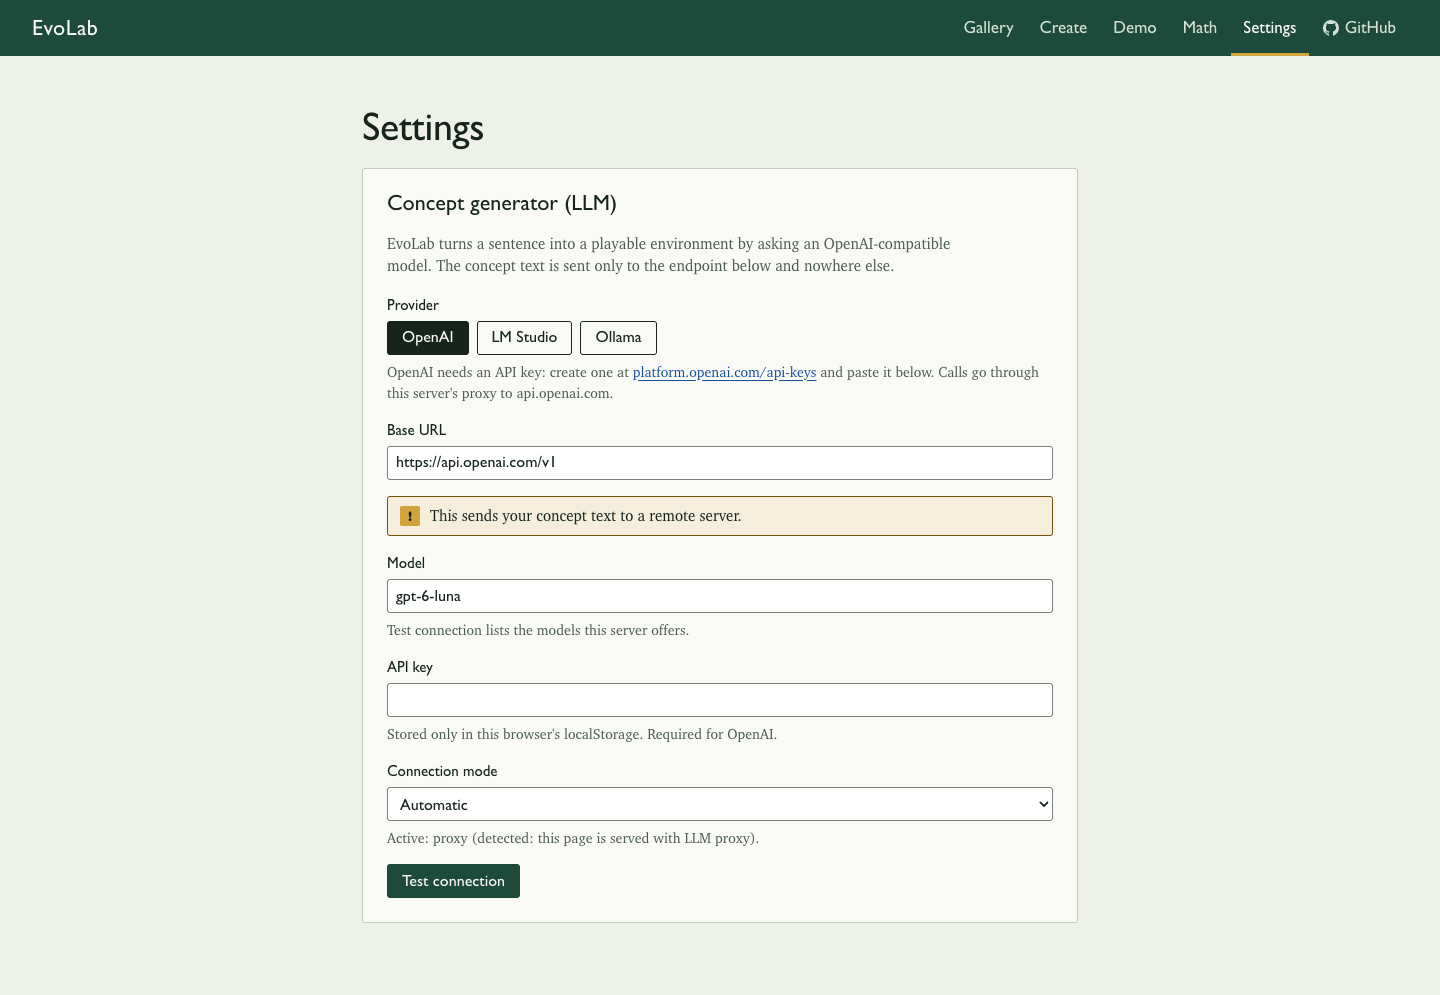 EvoLab
Gallery
Create
Demo
Math
Settings
GitHub
Settings
Concept generator (LLM)
EvoLab turns a sentence into a playable environment by asking an OpenAI-compatible
model. The concept text is sent only to the endpoint below and nowhere else.
Provider
OpenAI
LM Studio
Ollama
OpenAI needs an API key: create one at platform.openai.com/api-keys and paste it below. Calls go through
this server's proxy to api.openai.com.
Base URL
https://api.openai.com/v1
! This sends your concept text to a remote server.
Model
gpt-6-luna
Test connection lists the models this server offers.
API key
Stored only in this browser's localStorage. Required for OpenAI.
Connection mode
Automatic
Active: proxy (detected: this page is served with LLM proxy).
Test connection